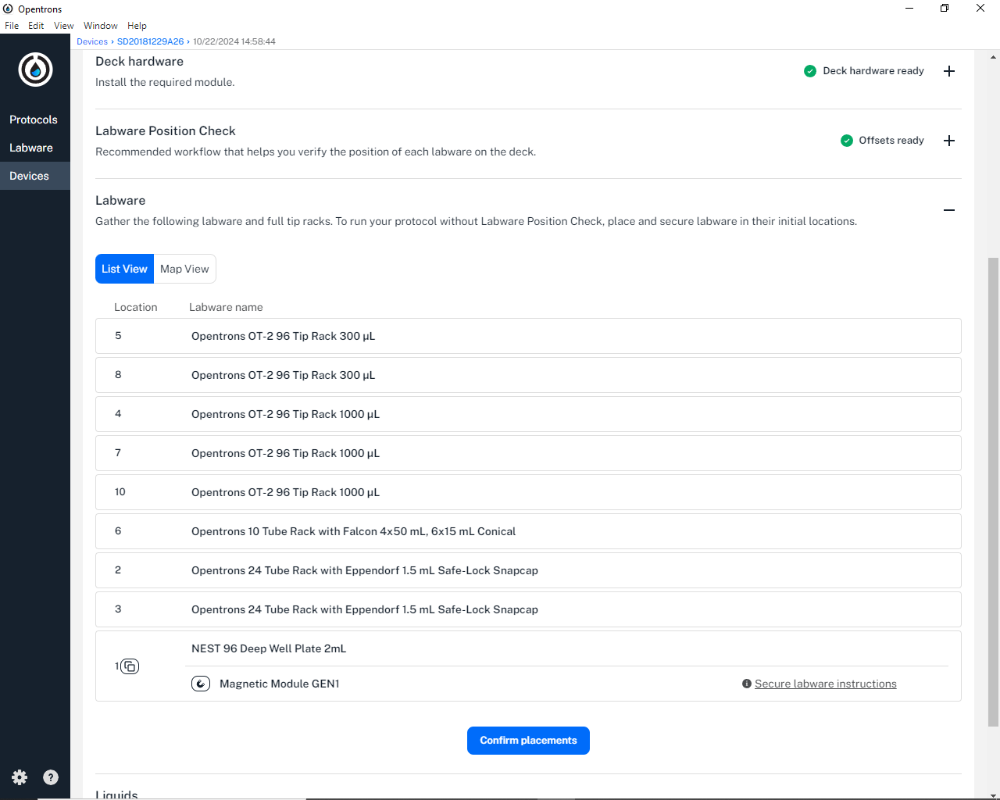 Opentrons
File Edit View Window Help
Devices › SD20181229A26 › 10/22/2024 14:58:44
Protocols
Labware
Devices
Deck hardware
Install the required module.
Deck hardware ready
Labware Position Check
Recommended workflow that helps you verify the position of each labware on the deck.
Offsets ready
Labware
Gather the following labware and full tip racks. To run your protocol without Labware Position Check, place and secure labware in their initial locations.
List View Map View
Location Labware name
5 Opentrons OT-2 96 Tip Rack 300 µL
8 Opentrons OT-2 96 Tip Rack 300 µL
4 Opentrons OT-2 96 Tip Rack 1000 µL
7 Opentrons OT-2 96 Tip Rack 1000 µL
10 Opentrons OT-2 96 Tip Rack 1000 µL
6 Opentrons 10 Tube Rack with Falcon 4x50 mL, 6x15 mL Conical
2 Opentrons 24 Tube Rack with Eppendorf 1.5 mL Safe-Lock Snapcap
3 Opentrons 24 Tube Rack with Eppendorf 1.5 mL Safe-Lock Snapcap
NEST 96 Deep Well Plate 2mL
1
Magnetic Module GEN1 Secure labware instructions
Confirm placements
Liquids